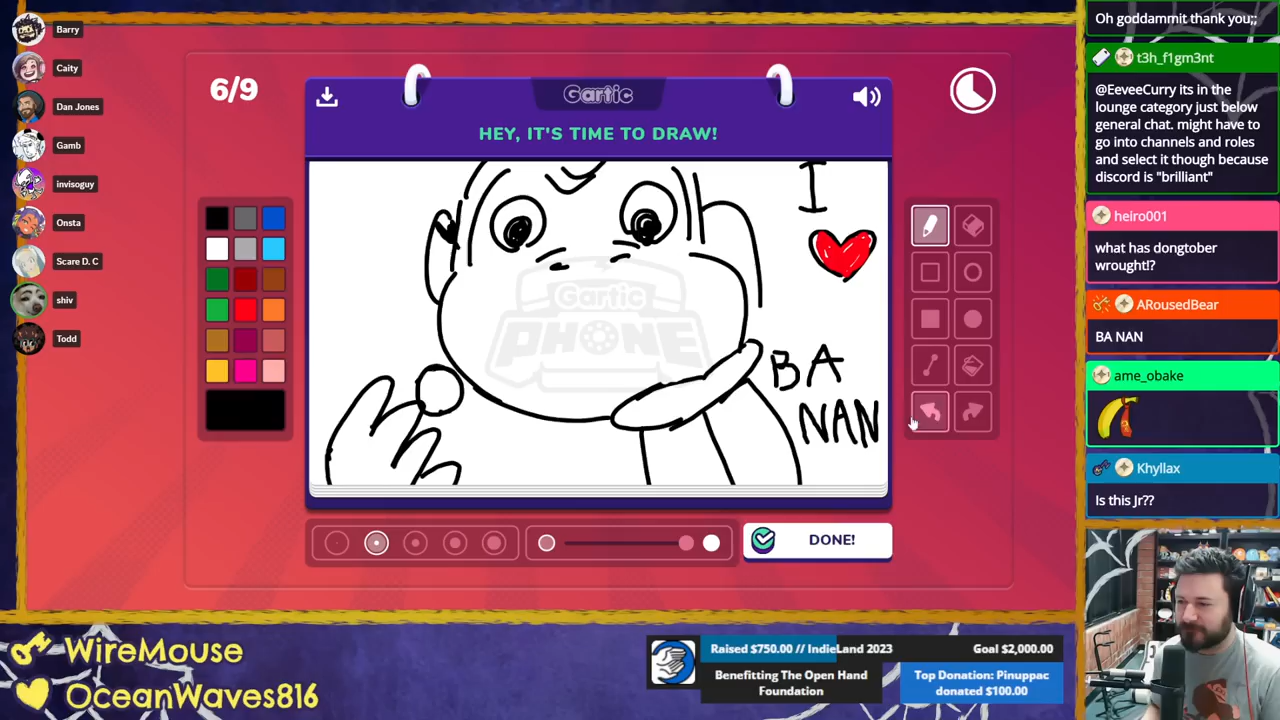 Barry
Caity
Dan Jones
Gamb
invisoguy
Onsta
Scare D. C
shiv
Todd
6/9
Gartic
HEY, IT'S TIME TO DRAW!
Gartic
PHONE
I
BA
NAN
DONE!
Oh goddammit thank you;;
t3h_f1gm3nt
@EeveeCurry its in the
lounge category just below
general chat. might have to
go into channels and roles
and select it though because
discord is "brilliant"
heiro001
what has dongtober
wrought!?
ARousedBear
BA NAN
ame_obake
Khyllax
Is this Jr??
WireMouse
OceanWaves816
Raised $750.00 // IndieLand 2023
Goal $2,000.00
Benefitting The Open Hand
Foundation
Top Donation: Pinuppac
donated $100.00